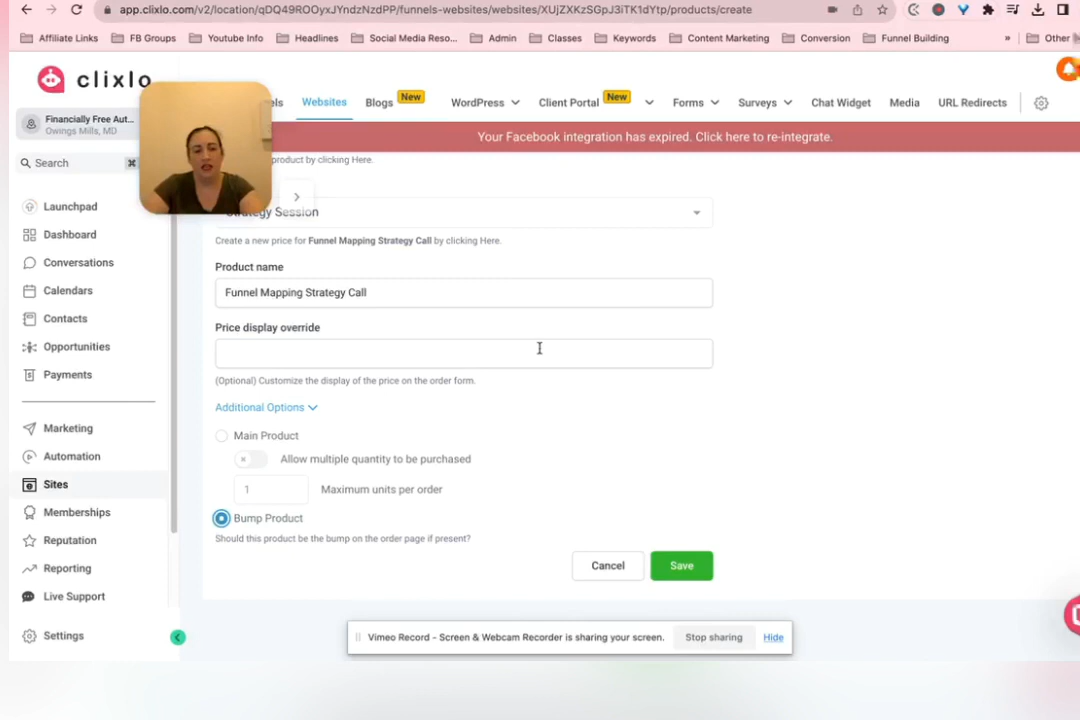 app.clixlo.com/v2/location/qDQ49ROOyxJYndzNzdPP/funnels-websites/websites/XUjZXKzSGpJ3iTK1dYtp/products/create
Affiliate Links FB Groups Youtube Info Headlines Social Media Reso... Admin Classes Keywords Content Marketing Conversion Funnel Building » Other
clixlo
Financially Free Aut...
Owings Mills, MD
Search ⌘
els Websites Blogs New WordPress Client Portal New Forms Surveys Chat Widget Media URL Redirects
Your Facebook integration has expired. Click here to re-integrate.
product by clicking Here.
Strategy Session
Create a new price for Funnel Mapping Strategy Call by clicking Here.
Product name
Funnel Mapping Strategy Call
Price display override
(Optional) Customize the display of the price on the order form.
Additional Options
Main Product
Allow multiple quantity to be purchased
1 Maximum units per order
Bump Product
Should this product be the bump on the order page if present?
Cancel Save
Launchpad
Dashboard
Conversations
Calendars
Contacts
Opportunities
Payments
Marketing
Automation
Sites
Memberships
Reputation
Reporting
Live Support
Settings
Vimeo Record - Screen & Webcam Recorder is sharing your screen. Stop sharing Hide